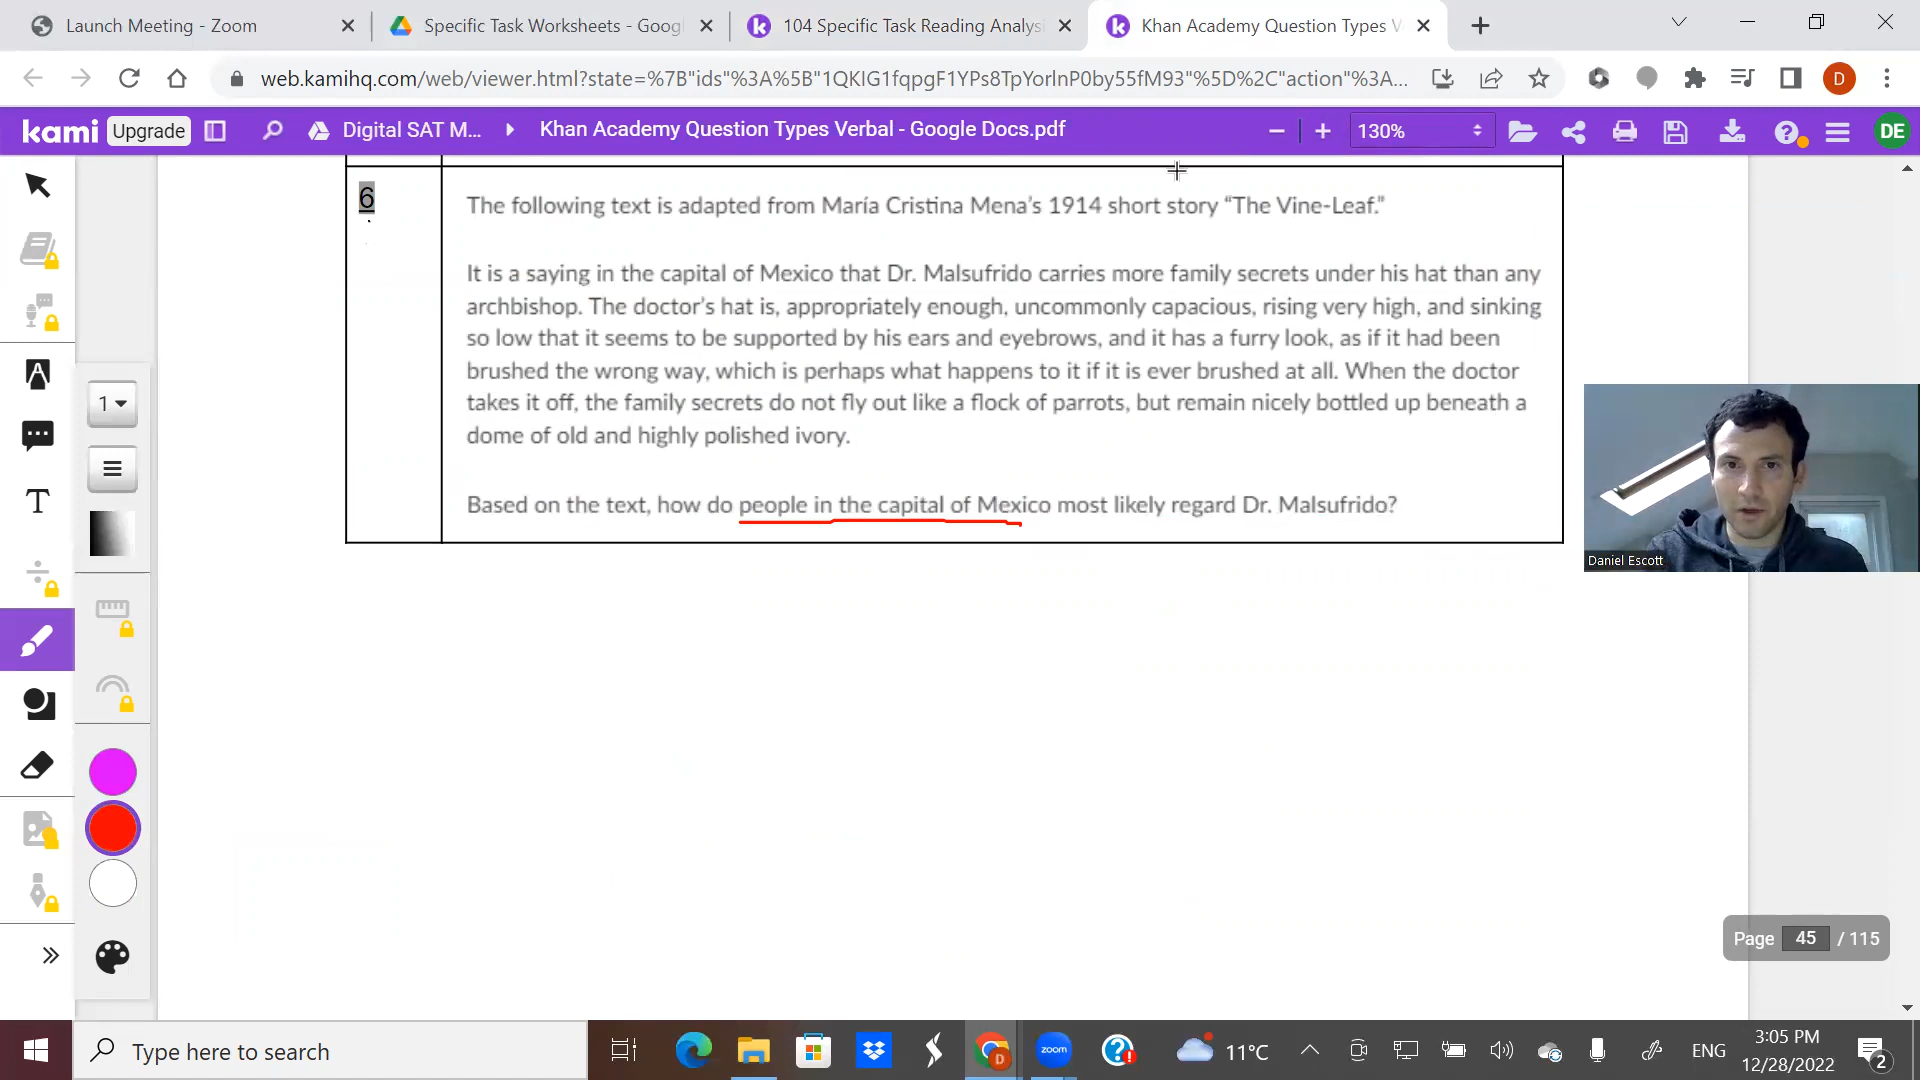 Launch Meeting - Zoom
Specific Task Worksheets - Goog
104 Specific Task Reading Analys
Khan Academy Question Types V
web.kamihq.com/web/viewer.html?state=%7B"ids"%3A%5B"1QKIG1fqpgF1YPs8TpYorlnP0by55fM93"%5D%2C"action"%3A...
D
kami Upgrade
Digital SAT M...
Khan Academy Question Types Verbal - Google Docs.pdf
130%
DE
6
The following text is adapted from María Cristina Mena's 1914 short story “The Vine-Leaf.”
It is a saying in the capital of Mexico that Dr. Malsufrido carries more family secrets under his hat than any
archbishop. The doctor's hat is, appropriately enough, uncommonly capacious, rising very high, and sinking
so low that it seems to be supported by his ears and eyebrows, and it has a furry look, as if it had been
brushed the wrong way, which is perhaps what happens to it if it is ever brushed at all. When the doctor
takes it off, the family secrets do not fly out like a flock of parrots, but remain nicely bottled up beneath a
dome of old and highly polished ivory.
Based on the text, how do people in the capital of Mexico most likely regard Dr. Malsufrido?
1
T
Daniel Escott
Page 45 / 115
Type here to search
zoom
11°C
ENG
3:05 PM
12/28/2022
2